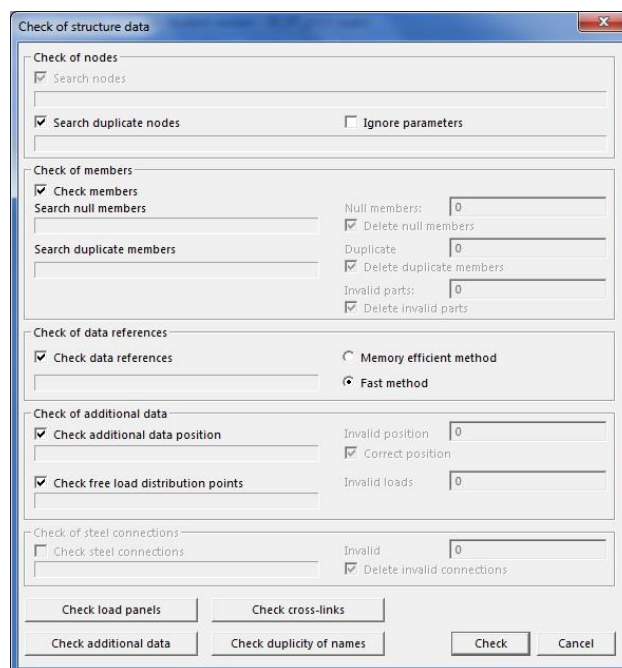 Check of structure data
Check of nodes
Search nodes
Search duplicate nodes
Ignore parameters
Check of members
Check members
Search null members
Null members: 0
Delete null members
Search duplicate members
Duplicate 0
Delete duplicate members
Invalid parts: 0
Delete invalid parts
Check of data references
Check data references
Memory efficient method
Fast method
Check of additional data
Check additional data position
Invalid position 0
Correct position
Check free load distribution points
Invalid loads 0
Check of steel connections
Check steel connections
Invalid 0
Delete invalid connections
Check load panels
Check cross-links
Check additional data
Check duplicity of names
Check
Cancel